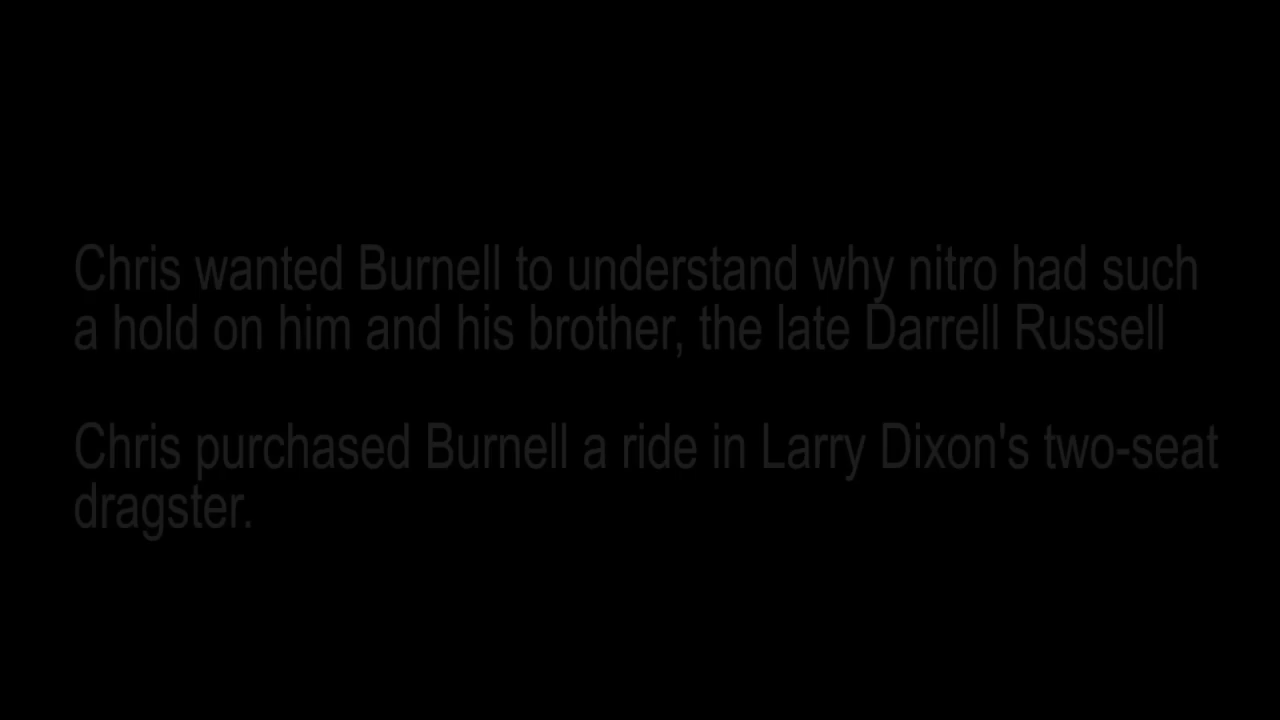 Chris wanted Burnell to understand why nitro had such
a hold on him and his brother, the late Darrell Russell
Chris purchased Burnell a ride in Larry Dixon's two-seat
dragster.